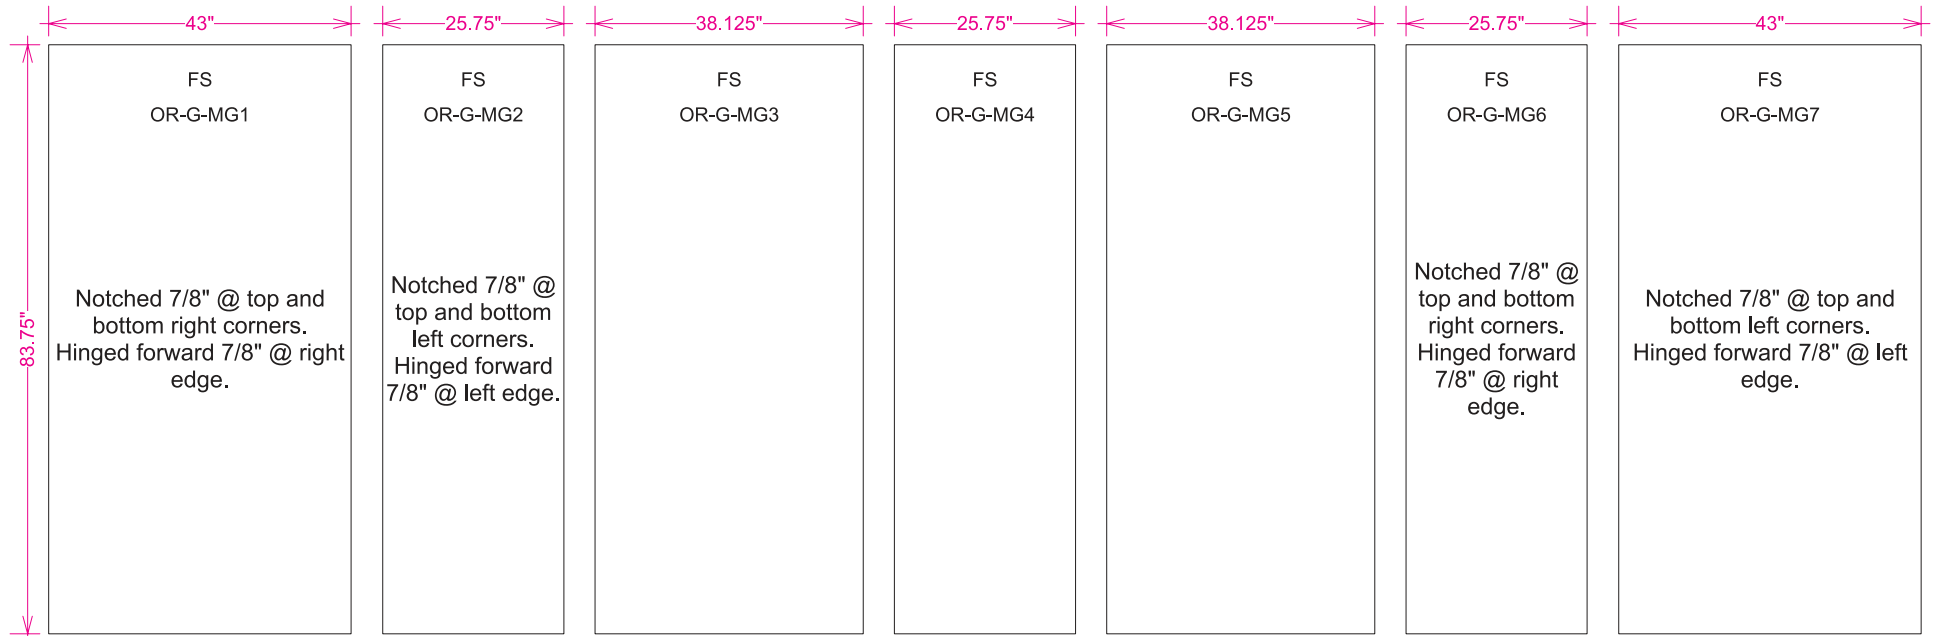 43"
25.75"
38.125"
25.75"
38.125"
25.75"
43"
83.75"
FS
OR-G-MG1
Notched 7/8" @ top and
bottom right corners.
Hinged forward 7/8" @ right
edge.
FS
OR-G-MG2
Notched 7/8" @
top and bottom
left corners.
Hinged forward
7/8" @ left edge.
FS
OR-G-MG3
FS
OR-G-MG4
FS
OR-G-MG5
FS
OR-G-MG6
Notched 7/8" @
top and bottom
right corners.
Hinged forward
7/8" @ right
edge.
FS
OR-G-MG7
Notched 7/8" @ top and
bottom left corners.
Hinged forward 7/8" @ left
edge.